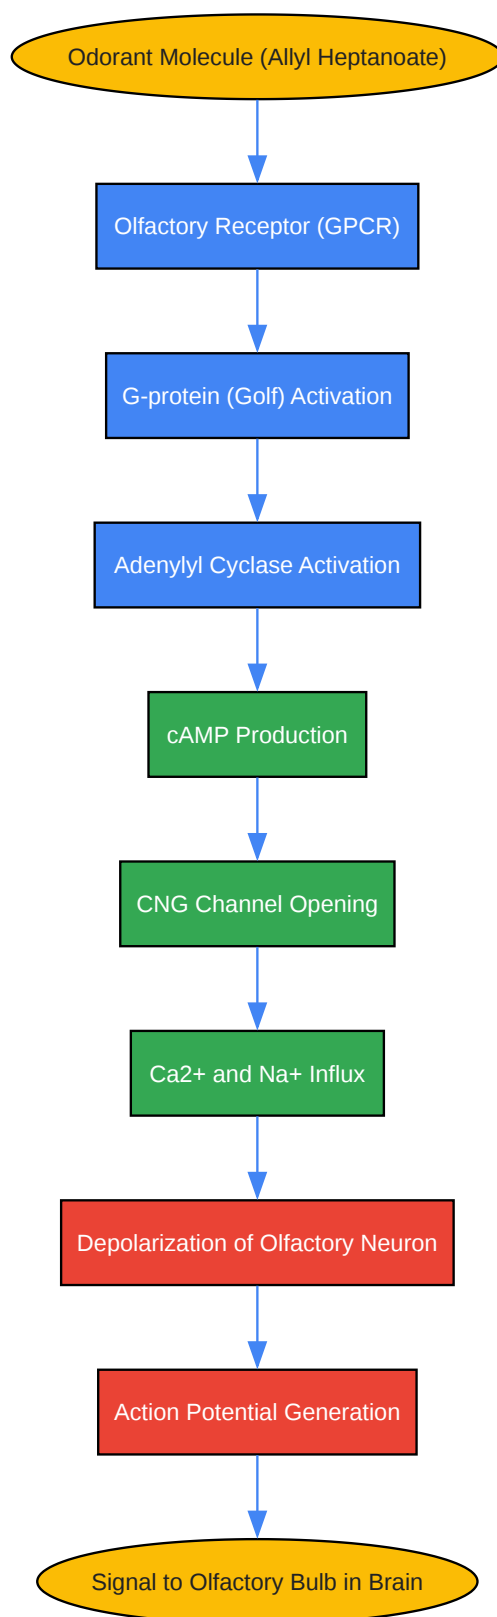 Odorant Molecule (Allyl Heptanoate)
Olfactory Receptor (GPCR)
G-protein (Golf) Activation
Adenylyl Cyclase Activation
cAMP Production
CNG Channel Opening
Ca2+ and Na+ Influx
Depolarization of Olfactory Neuron
Action Potential Generation
Signal to Olfactory Bulb in Brain